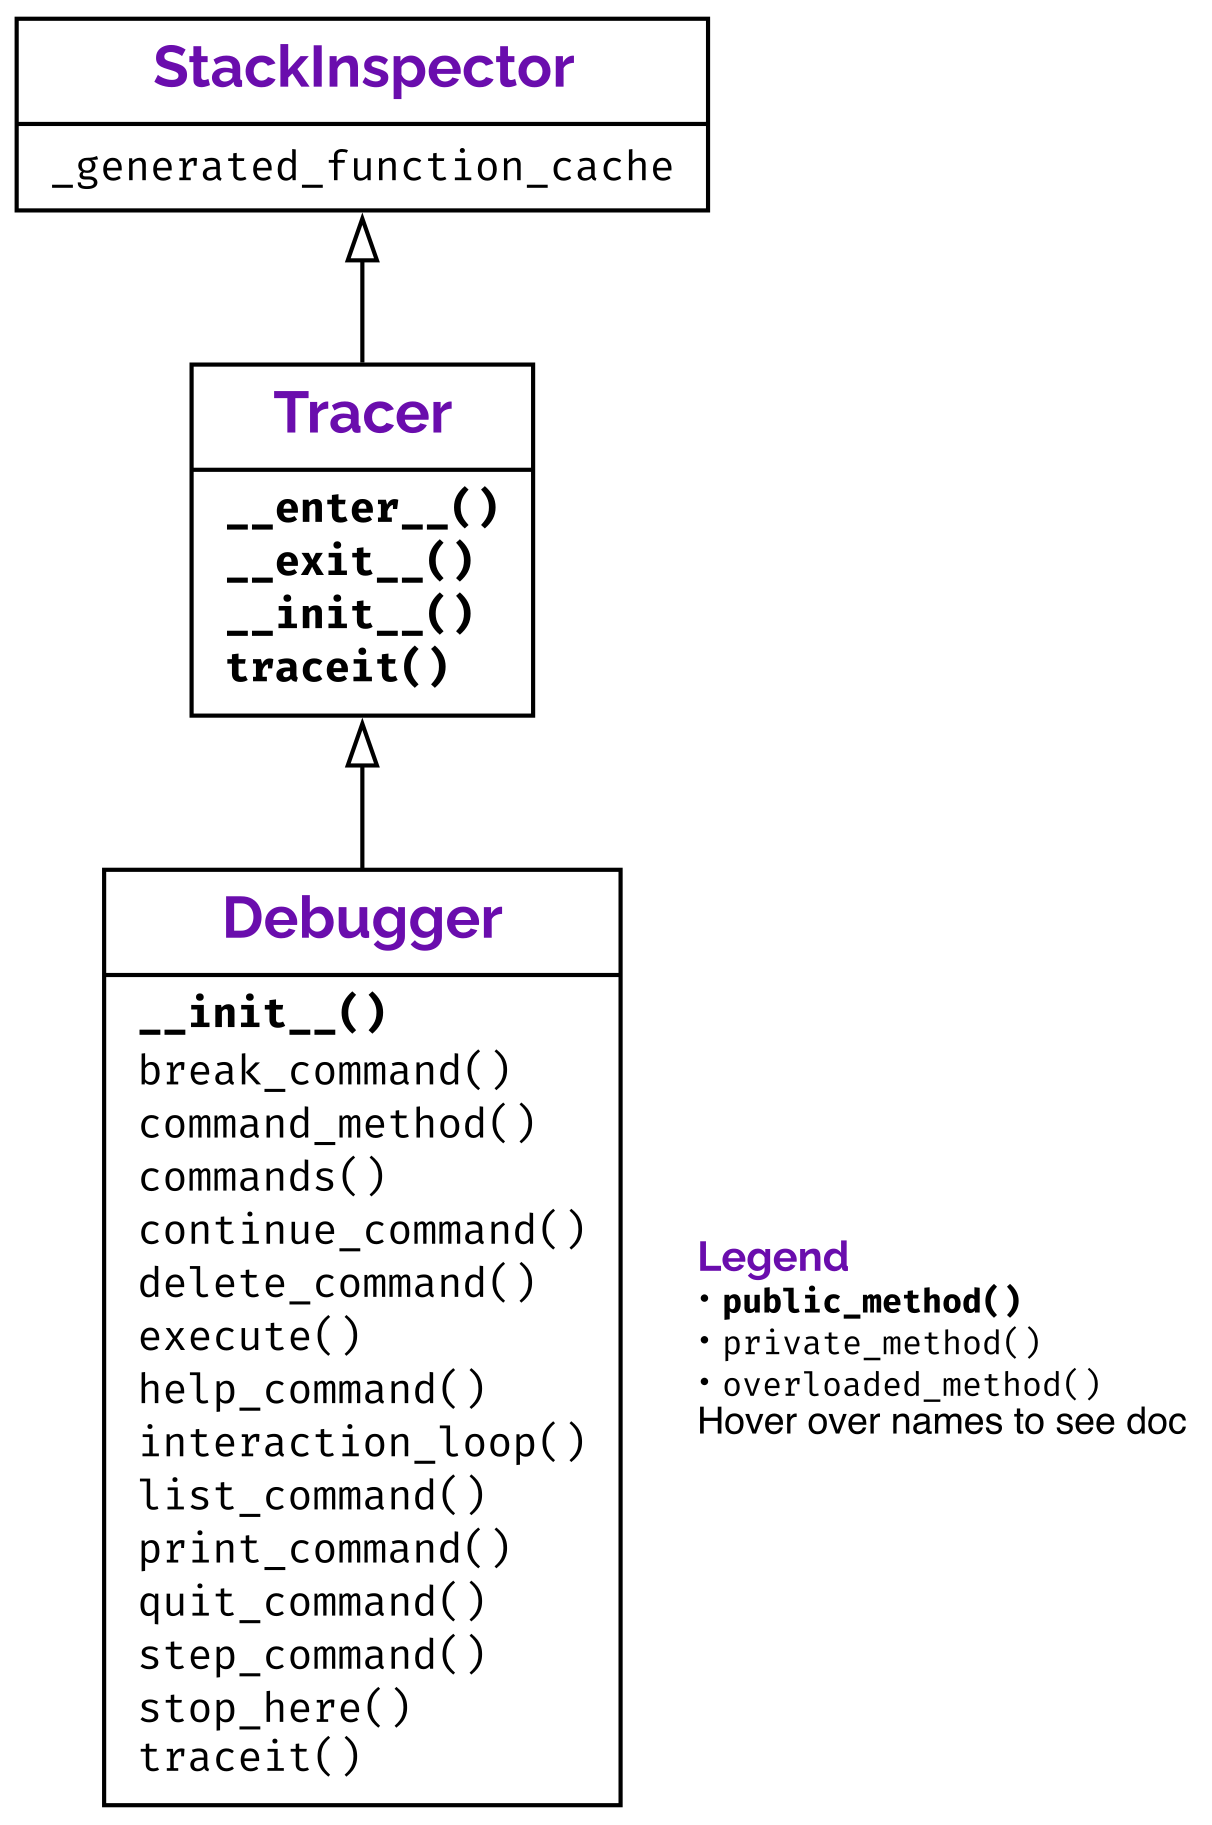 StackInspector
_generated_function_cache
Tracer
__enter__()
__exit__()
__init__()
traceit()
Debugger
__init__()
break_command()
command_method()
commands()
continue_command()
delete_command()
execute()
help_command()
interaction_loop()
list_command()
print_command()
quit_command()
step_command()
stop_here()
traceit()
Legend
• public_method()
• private_method()
• overloaded_method()
Hover over names to see doc